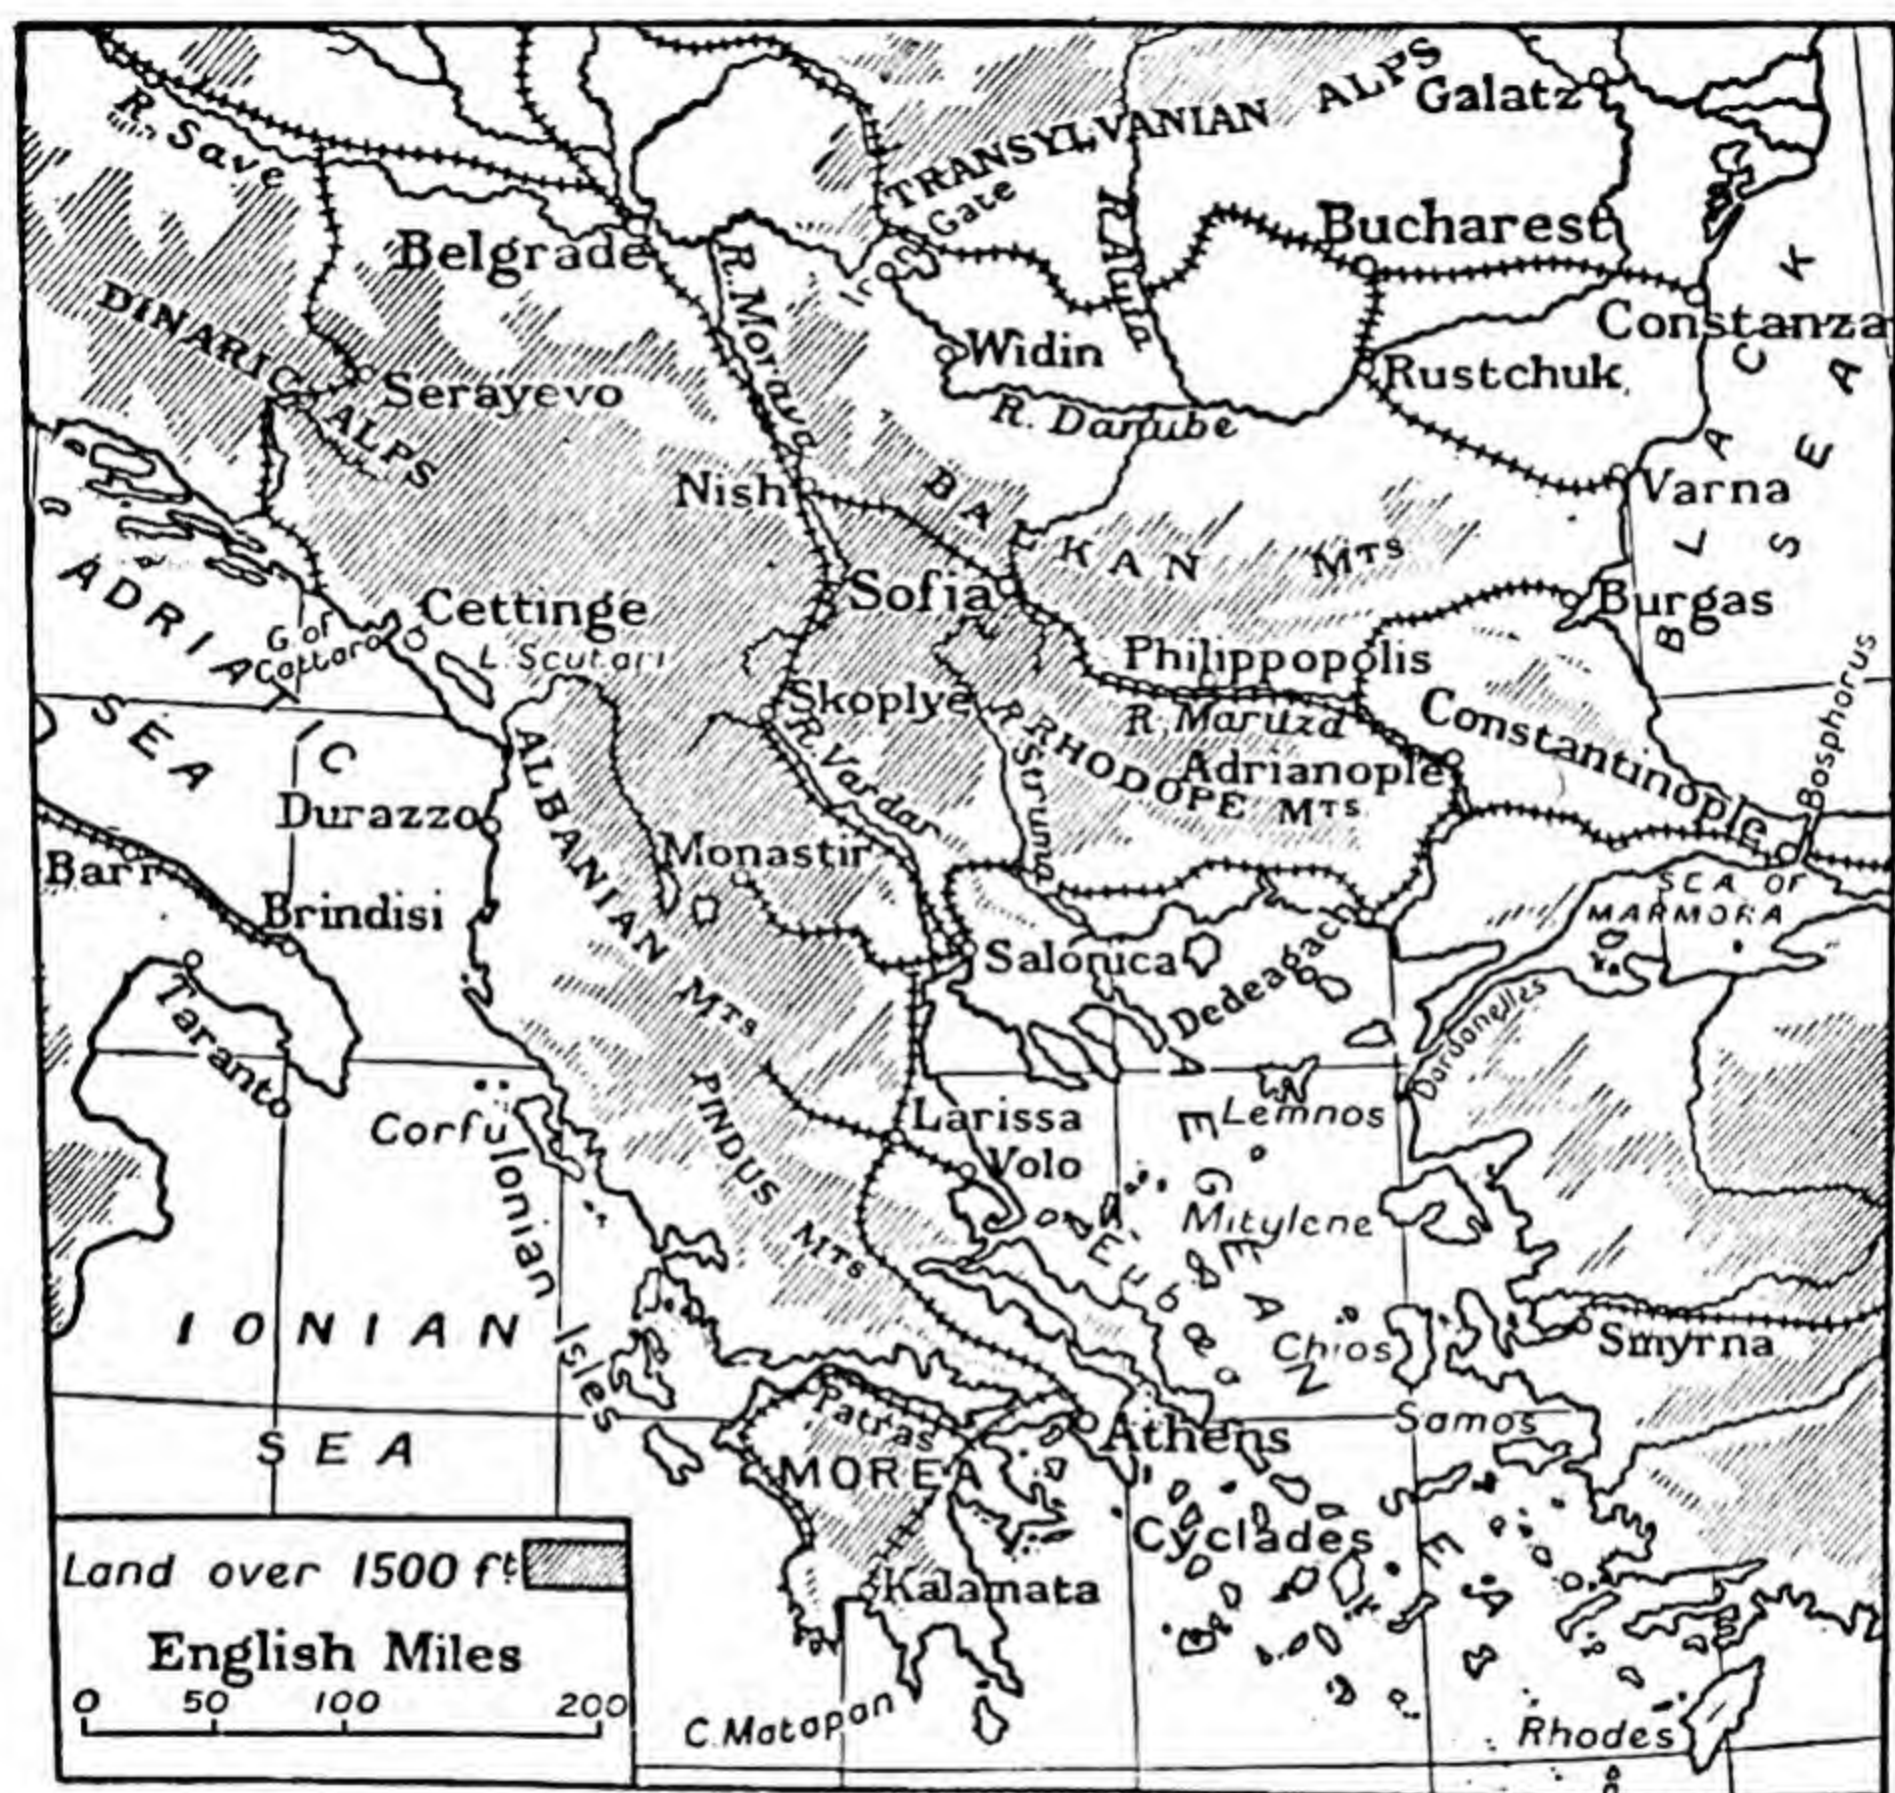 TRANSYLVANIAN ALPS
Galatz
R. Save
Iron Gate
R. Aluta
Bucharest
Belgrade
R. Morava
Constanza
DINARIC ALPS
Serayevo
Widin
Rustchuk
R. Danube
BLACK SEA
Nish
BALKAN MTS
Varna
ADRIATIC SEA
Cettinge
G. of Cattaro
L. Scutari
Sofia
Burgas
Philippopolis
Skoplye
R. Maritza
Constantinople
Bosphorus
R. Struma
RHODOPE MTS
Adrianople
R. Vardar
Durazzo
ALBANIAN MTS
Monastir
Bari
Brindisi
SEA OF MARMORA
Taranto
Salonica
Dedeagach
Dardanelles
Corfu
PINDUS MTS
Larissa
Volo
Lemnos
AEGEAN SEA
Mitylene
Ionian Isles
Eubœa
IONIAN SEA
Chios
Smyrna
Patras
Athens
Samos
MOREA
Cyclades
Kalamata
C. Matapan
Rhodes
Land over 1500 ft
English Miles
0 50 100 200